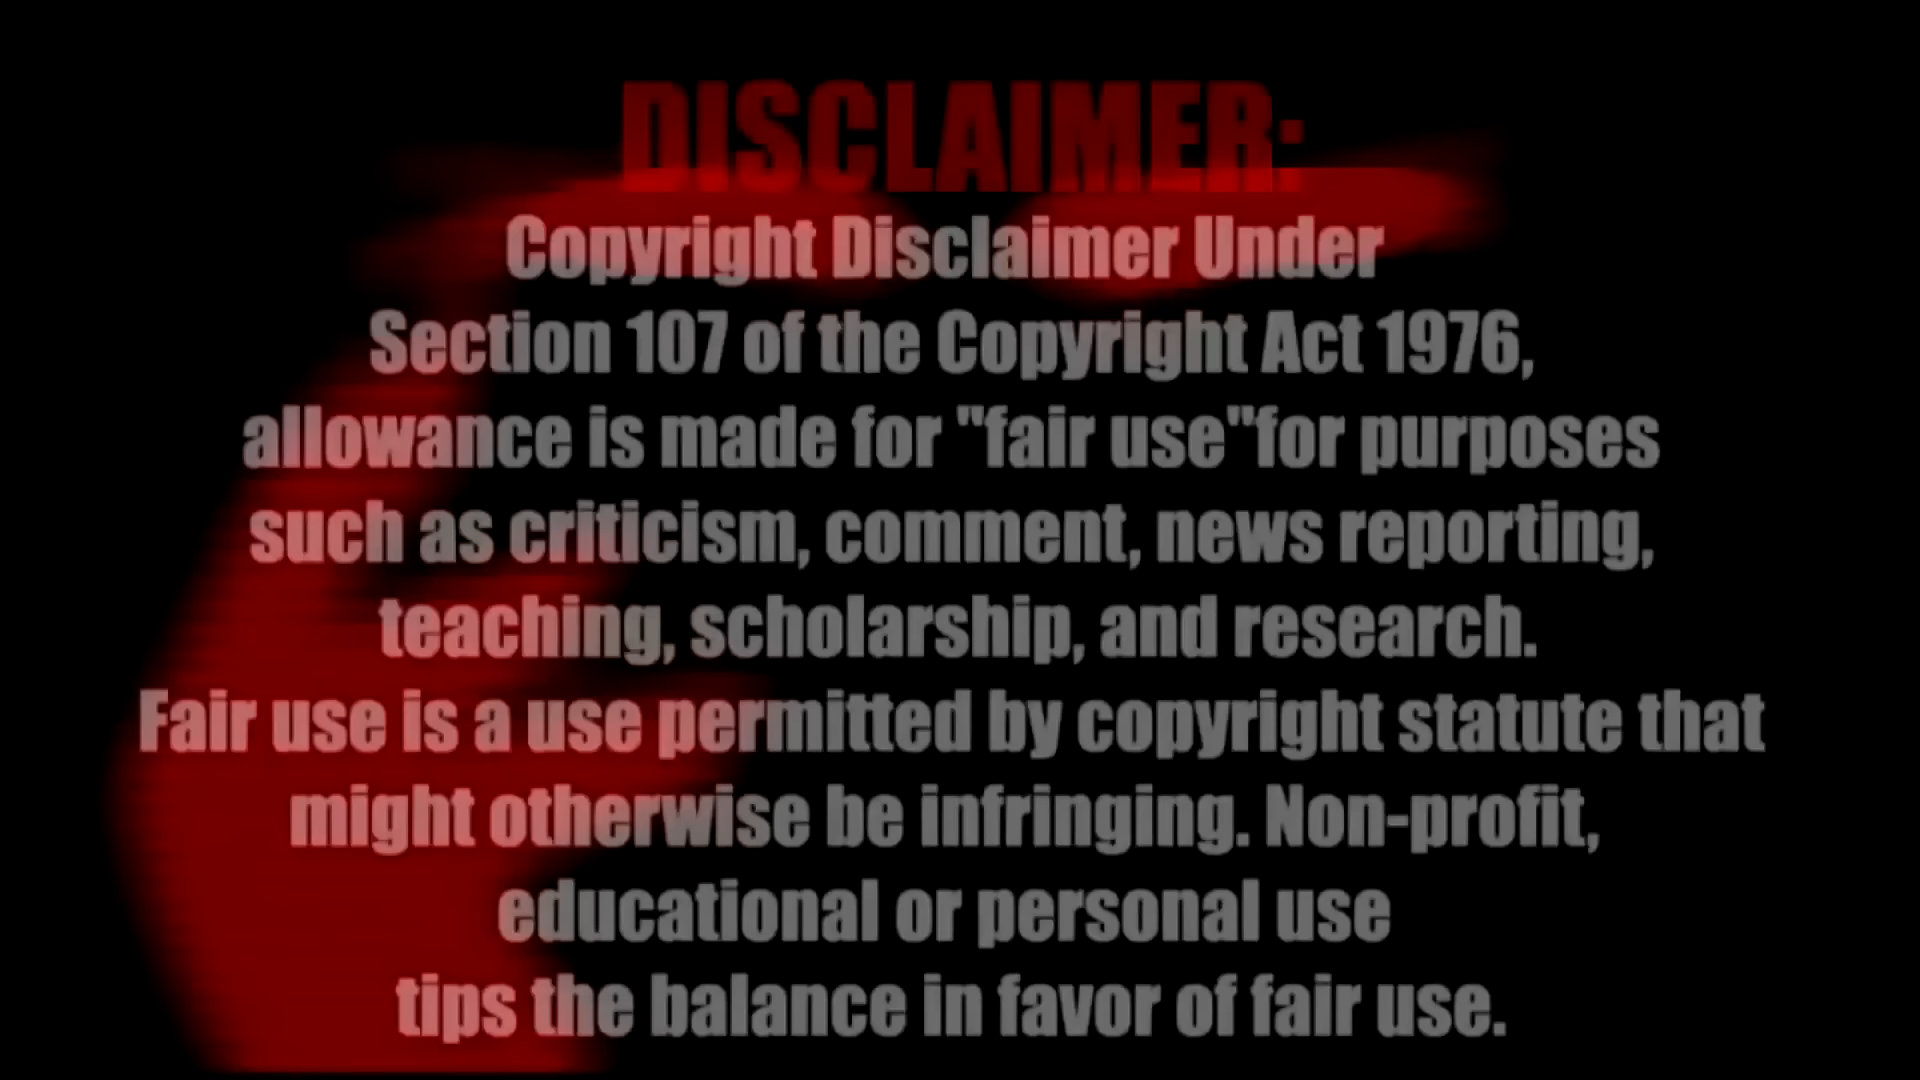 DISCLAIMER:
Copyright Disclaimer Under
Section 107 of the Copyright Act 1976,
allowance is made for "fair use"for purposes
such as criticism, comment, news reporting,
teaching, scholarship, and research.
Fair use is a use permitted by copyright statute that
might otherwise be infringing. Non-profit,
educational or personal use
tips the balance in favor of fair use.